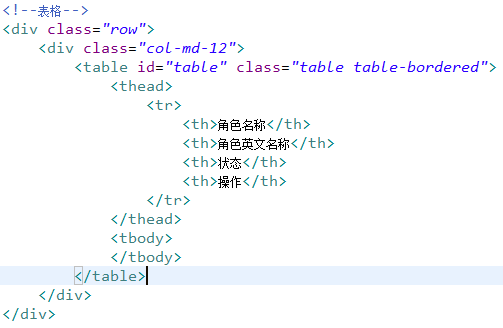 <!--表格-->
<div class="row">
    <div class="col-md-12">
        <table id="table" class="table table-bordered">
            <thead>
                <tr>
                    <th>角色名称</th>
                    <th>角色英文名称</th>
                    <th>状态</th>
                    <th>操作</th>
                </tr>
            </thead>
            <tbody>
            </tbody>
        </table>
    </div>
</div>